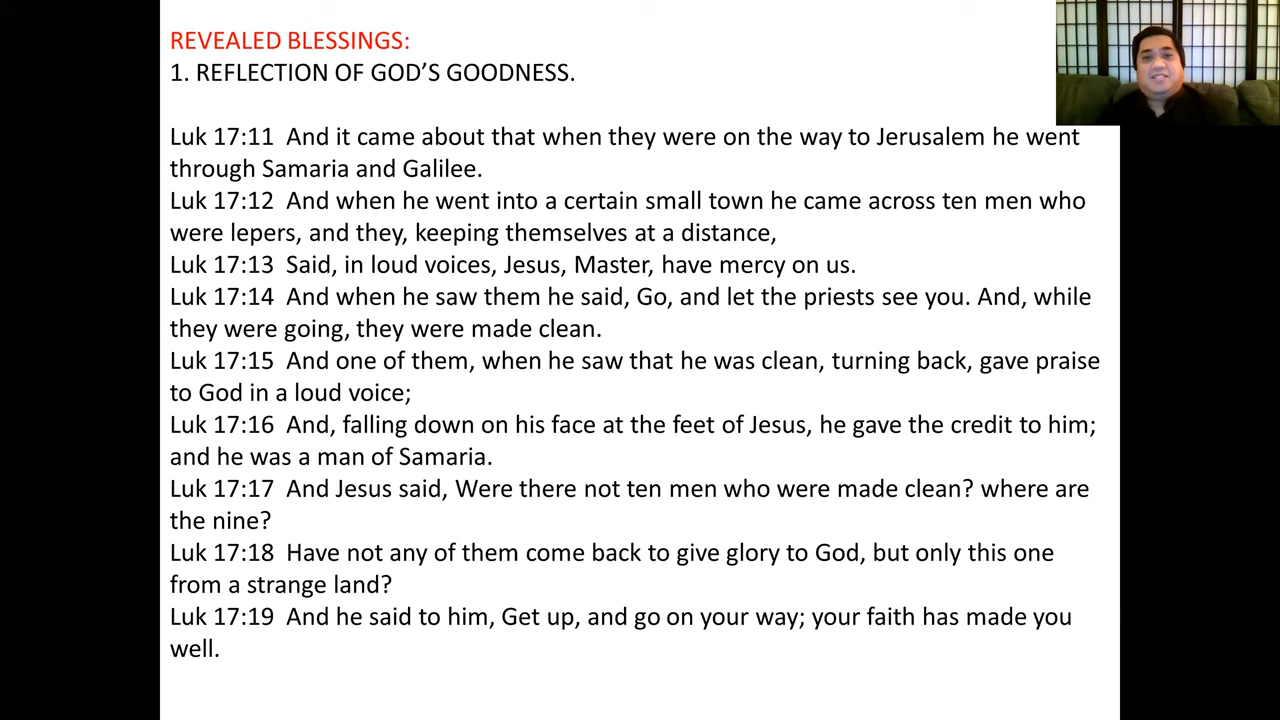 REVEALED BLESSINGS:
1. REFLECTION OF GOD’S GOODNESS.
Luk 17:11  And it came about that when they were on the way to Jerusalem he went
through Samaria and Galilee.
Luk 17:12  And when he went into a certain small town he came across ten men who
were lepers, and they, keeping themselves at a distance,
Luk 17:13  Said, in loud voices, Jesus, Master, have mercy on us.
Luk 17:14  And when he saw them he said, Go, and let the priests see you. And, while
they were going, they were made clean.
Luk 17:15  And one of them, when he saw that he was clean, turning back, gave praise
to God in a loud voice;
Luk 17:16  And, falling down on his face at the feet of Jesus, he gave the credit to him;
and he was a man of Samaria.
Luk 17:17  And Jesus said, Were there not ten men who were made clean? where are
the nine?
Luk 17:18  Have not any of them come back to give glory to God, but only this one
from a strange land?
Luk 17:19  And he said to him, Get up, and go on your way; your faith has made you
well.